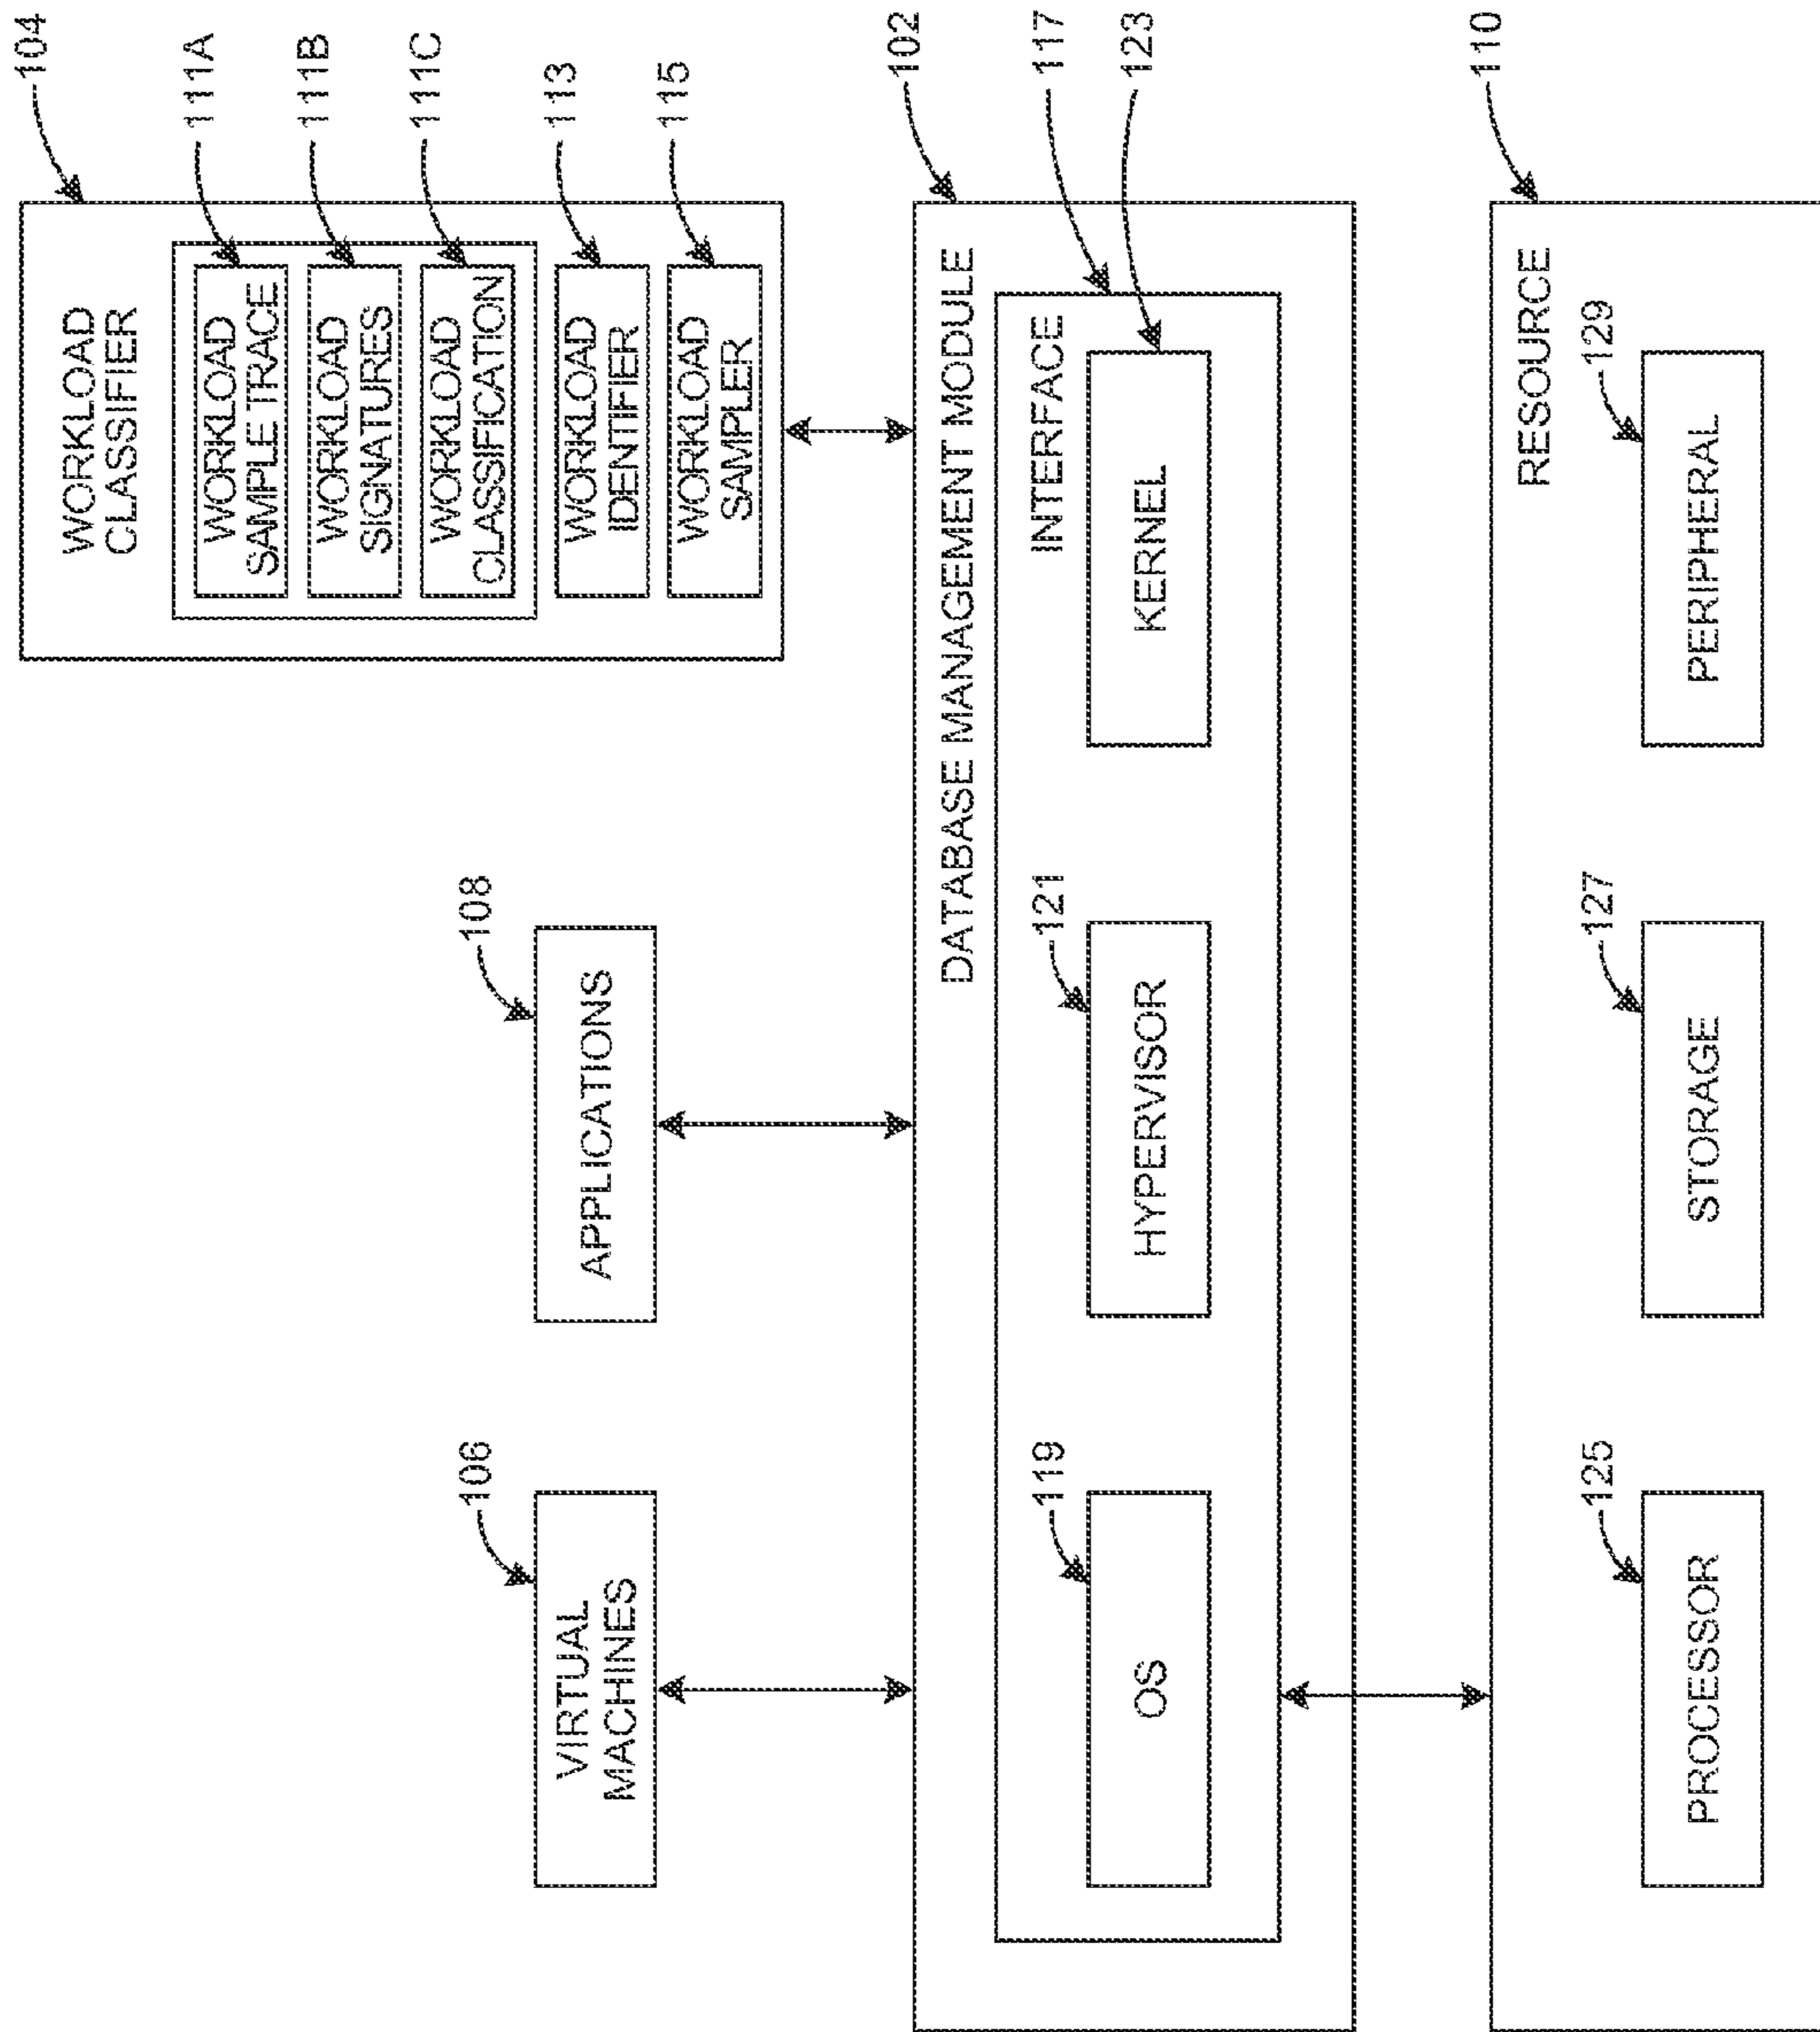 104
WORKLOAD
CLASSIFIER
111A
WORKLOAD
SAMPLE TRACE
111B
WORKLOAD
SIGNATURES
111C
WORKLOAD
CLASSIFICATION
113
WORKLOAD
IDENTIFIER
115
WORKLOAD
SAMPLER
106
VIRTUAL
MACHINES
108
APPLICATIONS
102
DATABASE MANAGEMENT MODULE
117
INTERFACE
119
OS
121
HYPERVISOR
123
KERNEL
110
RESOURCE
125
PROCESSOR
127
STORAGE
129
PERIPHERAL